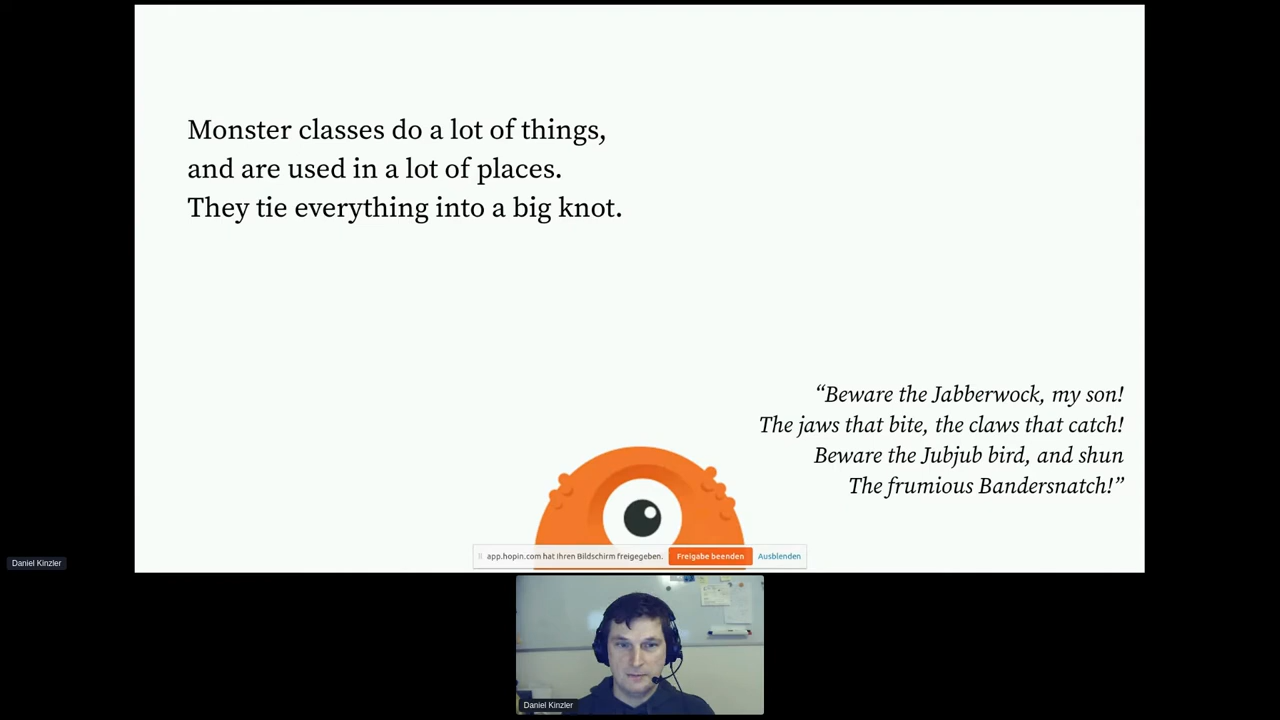 Monster classes do a lot of things,
and are used in a lot of places.
They tie everything into a big knot.
“Beware the Jabberwock, my son!
The jaws that bite, the claws that catch!
Beware the Jubjub bird, and shun
The frumious Bandersnatch!”
app.hopin.com hat Ihren Bildschirm freigegeben. Freigabe beenden Ausblenden
Daniel Kinzler
Daniel Kinzler